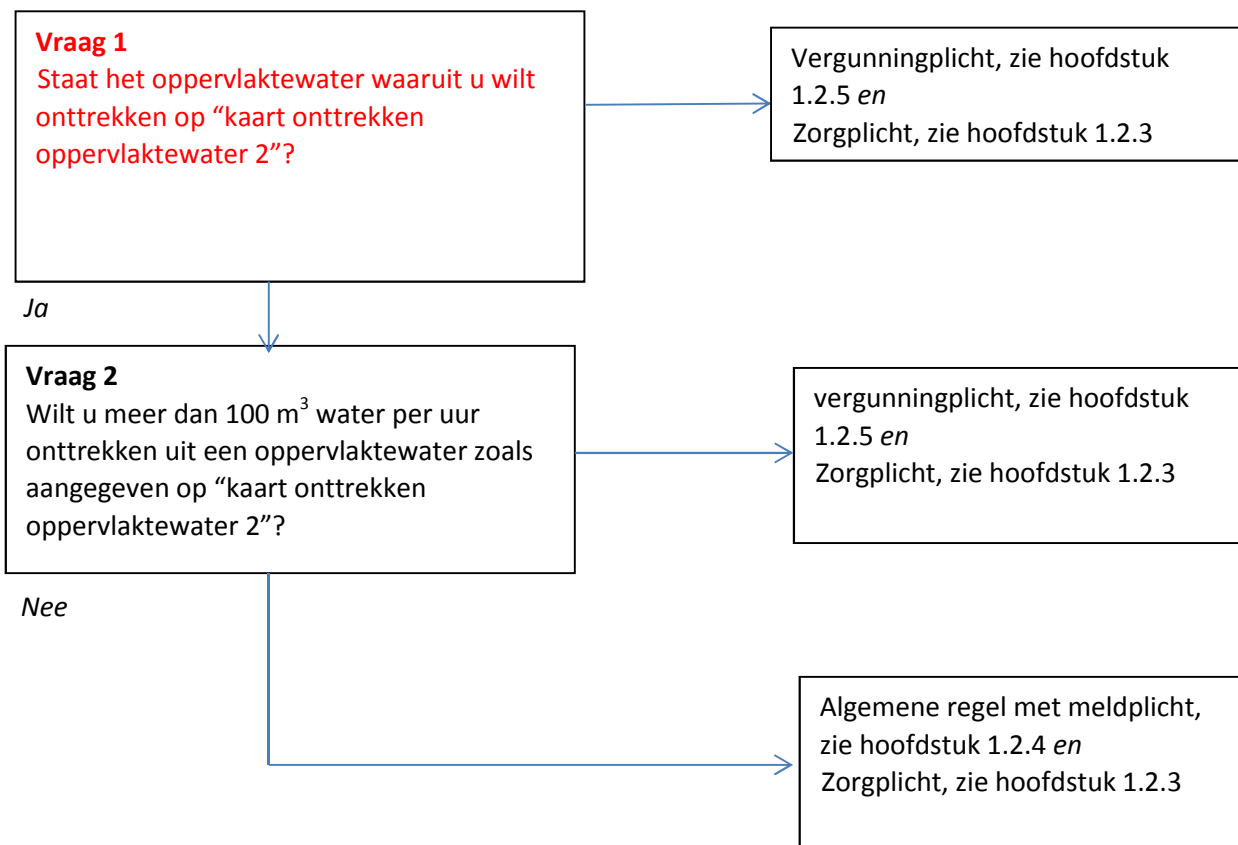 Vraag 1
Staat het oppervlaktewater waaruit u wilt
onttrekken op “kaart onttrekken
oppervlaktewater 2”?
Vergunningplicht, zie hoofdstuk
1.2.5 en
Zorgplicht, zie hoofdstuk 1.2.3
Ja
Vraag 2
Wilt u meer dan 100 m³ water per uur
onttrekken uit een oppervlaktewater zoals
aangegeven op “kaart onttrekken
oppervlaktewater 2”?
vergunningplicht, zie hoofdstuk
1.2.5 en
Zorgplicht, zie hoofdstuk 1.2.3
Nee
Algemene regel met meldplicht,
zie hoofdstuk 1.2.4 en
Zorgplicht, zie hoofdstuk 1.2.3